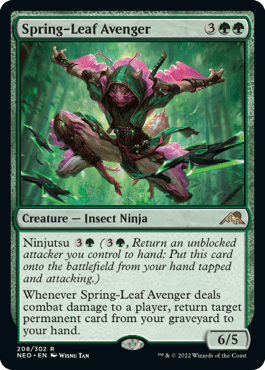 Spring-Leaf Avenger 3
Creature — Insect Ninja
Ninjutsu 3 (3, Return an unblocked
attacker you control to hand: Put this card
onto the battlefield from your hand tapped
and attacking.)
Whenever Spring-Leaf Avenger deals
combat damage to a player, return target
permanent card from your graveyard to
your hand.
6/5
208/302 R
NEO • EN WISNU TAN
™ & © 2022 Wizards of the Coast